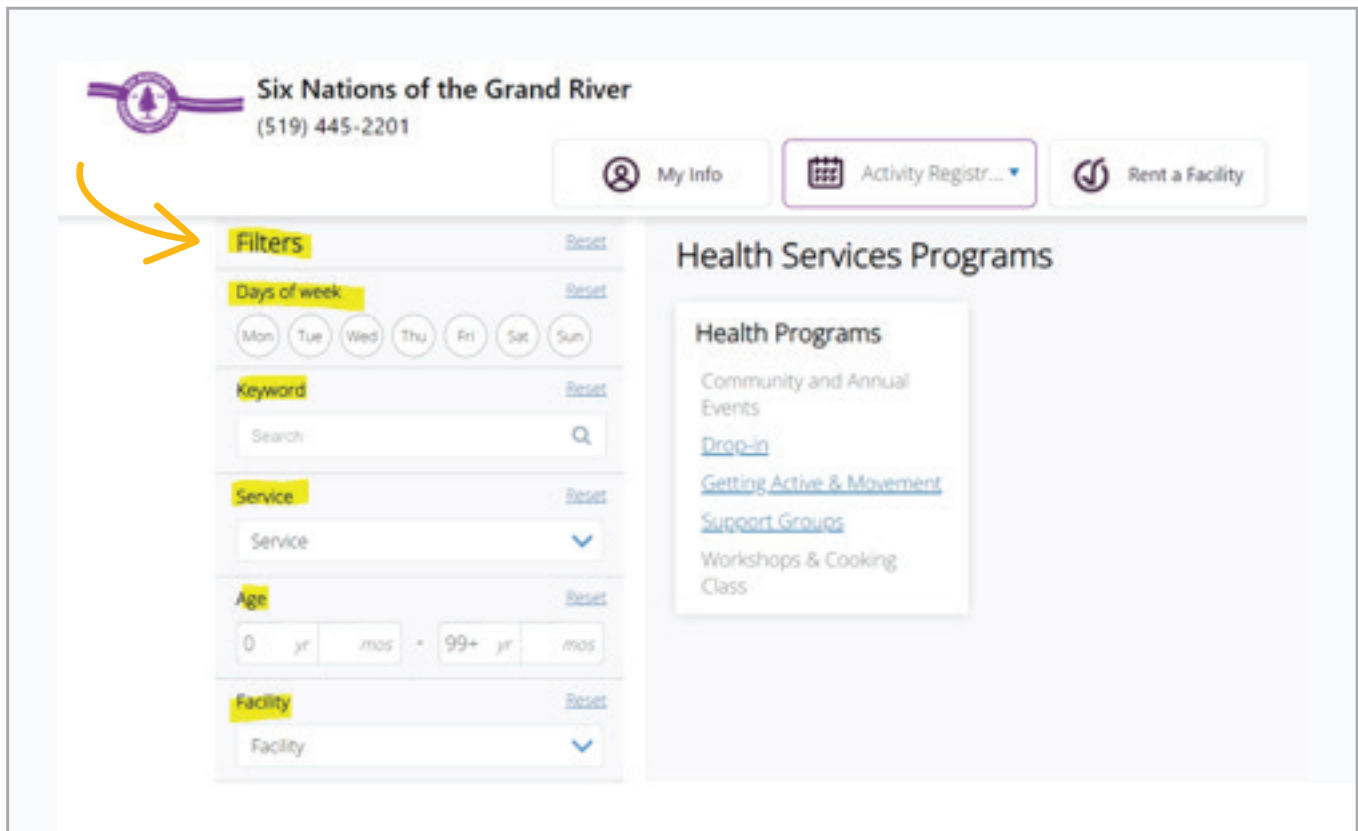 Six Nations of the Grand River
(519) 445-2201
My Info
Activity Registr...
Rent a Facility
Filters
Reset
Days of week
Reset
Mon Tue Wed Thu Fri Sat Sun
Keyword
Reset
Search
Service
Reset
Service
Age
Reset
0 yr mos - 99+ yr mos
Facility
Reset
Facility
Health Services Programs
Health Programs
Community and Annual
Events
Drop-in
Getting Active & Movement
Support Groups
Workshops & Cooking
Class